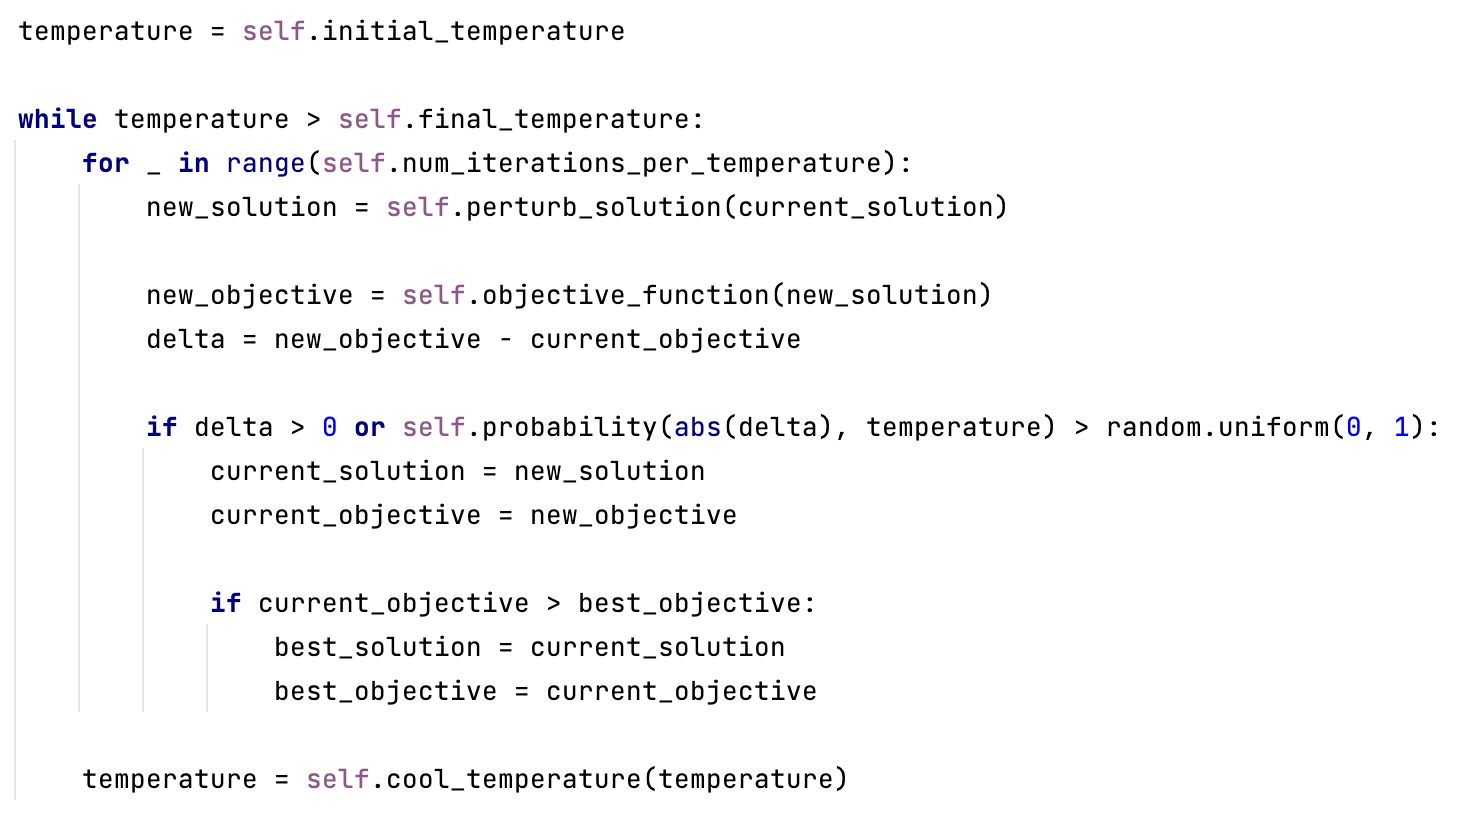 temperature = self.initial_temperature
while temperature > self.final_temperature:
for _ in range(self.num_iterations_per_temperature):
new_solution = self.perturb_solution(current_solution)
new_objective = self.objective_function(new_solution)
delta = new_objective - current_objective
if delta > 0 or self.probability(abs(delta), temperature) > random.uniform(0, 1):
current_solution = new_solution
current_objective = new_objective
if current_objective > best_objective:
best_solution = current_solution
best_objective = current_objective
temperature = self.cool_temperature(temperature)